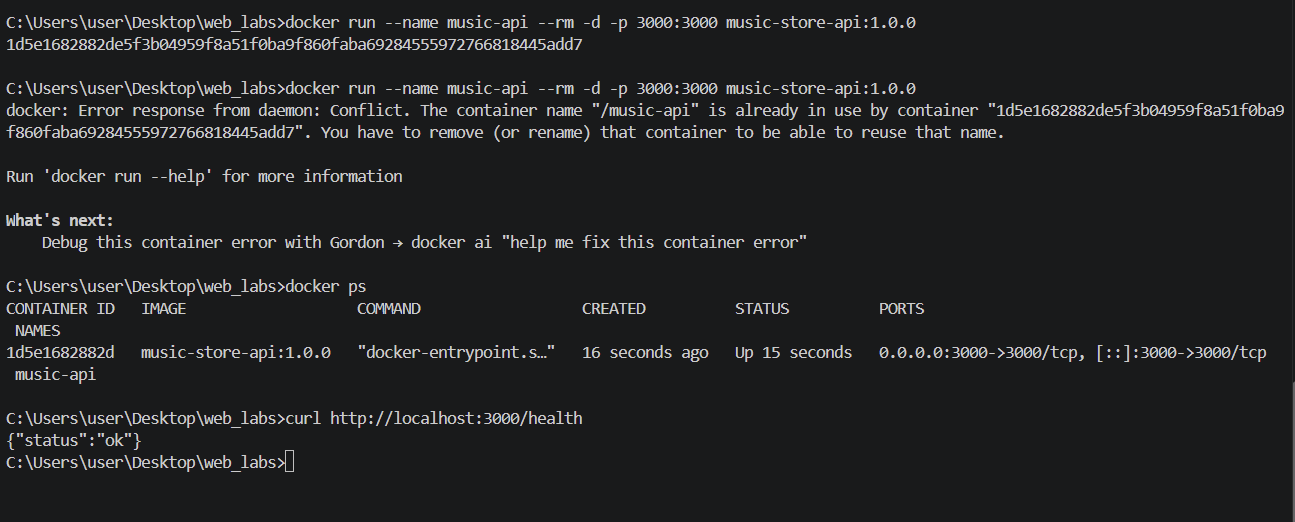 C:\Users\user\Desktop\web_labs>docker run --name music-api --rm -d -p 3000:3000 music-store-api:1.0.0
1d5e1682882de5f3b04959f8a51f0ba9f860faba69284555972766818445add7
C:\Users\user\Desktop\web_labs>docker run --name music-api --rm -d -p 3000:3000 music-store-api:1.0.0
docker: Error response from daemon: Conflict. The container name "/music-api" is already in use by container "1d5e1682882de5f3b04959f8a51f0ba9
f860faba69284555972766818445add7". You have to remove (or rename) that container to be able to reuse that name.
Run 'docker run --help' for more information
What's next:
    Debug this container error with Gordon → docker ai "help me fix this container error"
C:\Users\user\Desktop\web_labs>docker ps
CONTAINER ID   IMAGE                   COMMAND                  CREATED          STATUS          PORTS
 NAMES
1d5e1682882d   music-store-api:1.0.0   "docker-entrypoint.s…"   16 seconds ago   Up 15 seconds   0.0.0.0:3000->3000/tcp, [::]:3000->3000/tcp
 music-api
C:\Users\user\Desktop\web_labs>curl http://localhost:3000/health
{"status":"ok"}
C:\Users\user\Desktop\web_labs>